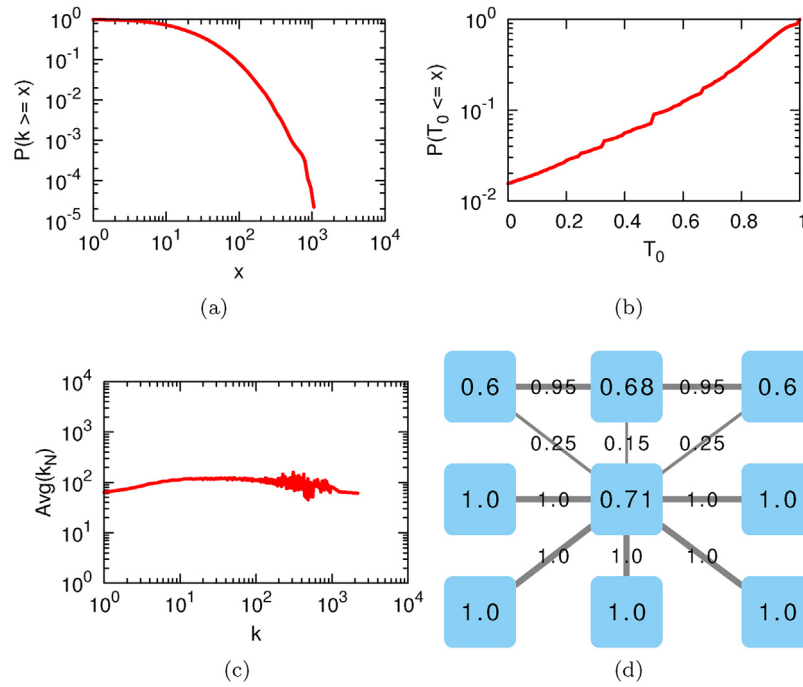 10^0
10^-1
10^-2
10^-3
10^-4
10^-5
P(k >= x)
10^0 10^1 10^2 10^3 10^4
x
(a)
10^0
10^-1
10^-2
P(T_0 <= x)
0 0.2 0.4 0.6 0.8 1
T_0
(b)
10^4
10^3
10^2
10^1
10^0
Avg(k_N)
10^0 10^1 10^2 10^3 10^4
k
(c)
0.6 0.95 0.68 0.95 0.6
0.25 0.15 0.25
1.0 1.0 0.71 1.0 1.0
1.0 1.0 1.0
1.0 1.0 1.0
(d)